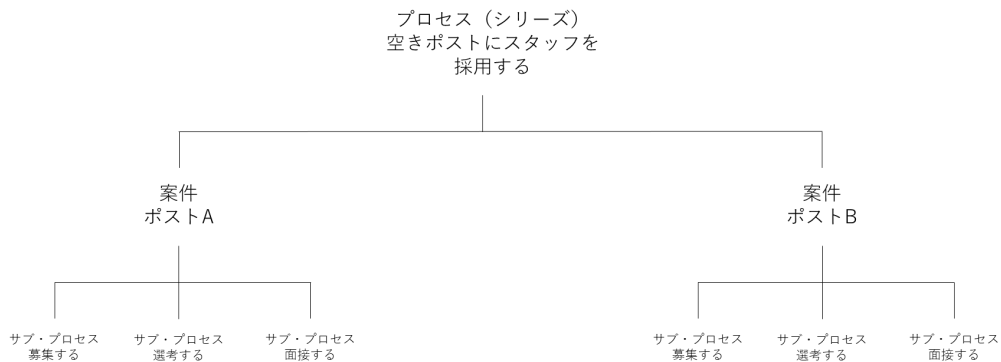 プロセス（シリーズ）
空きポストにスタッフを
採用する
案件
ポストA
案件
ポストB
サブ・プロセス
募集する
サブ・プロセス
選考する
サブ・プロセス
面接する
サブ・プロセス
募集する
サブ・プロセス
選考する
サブ・プロセス
面接する